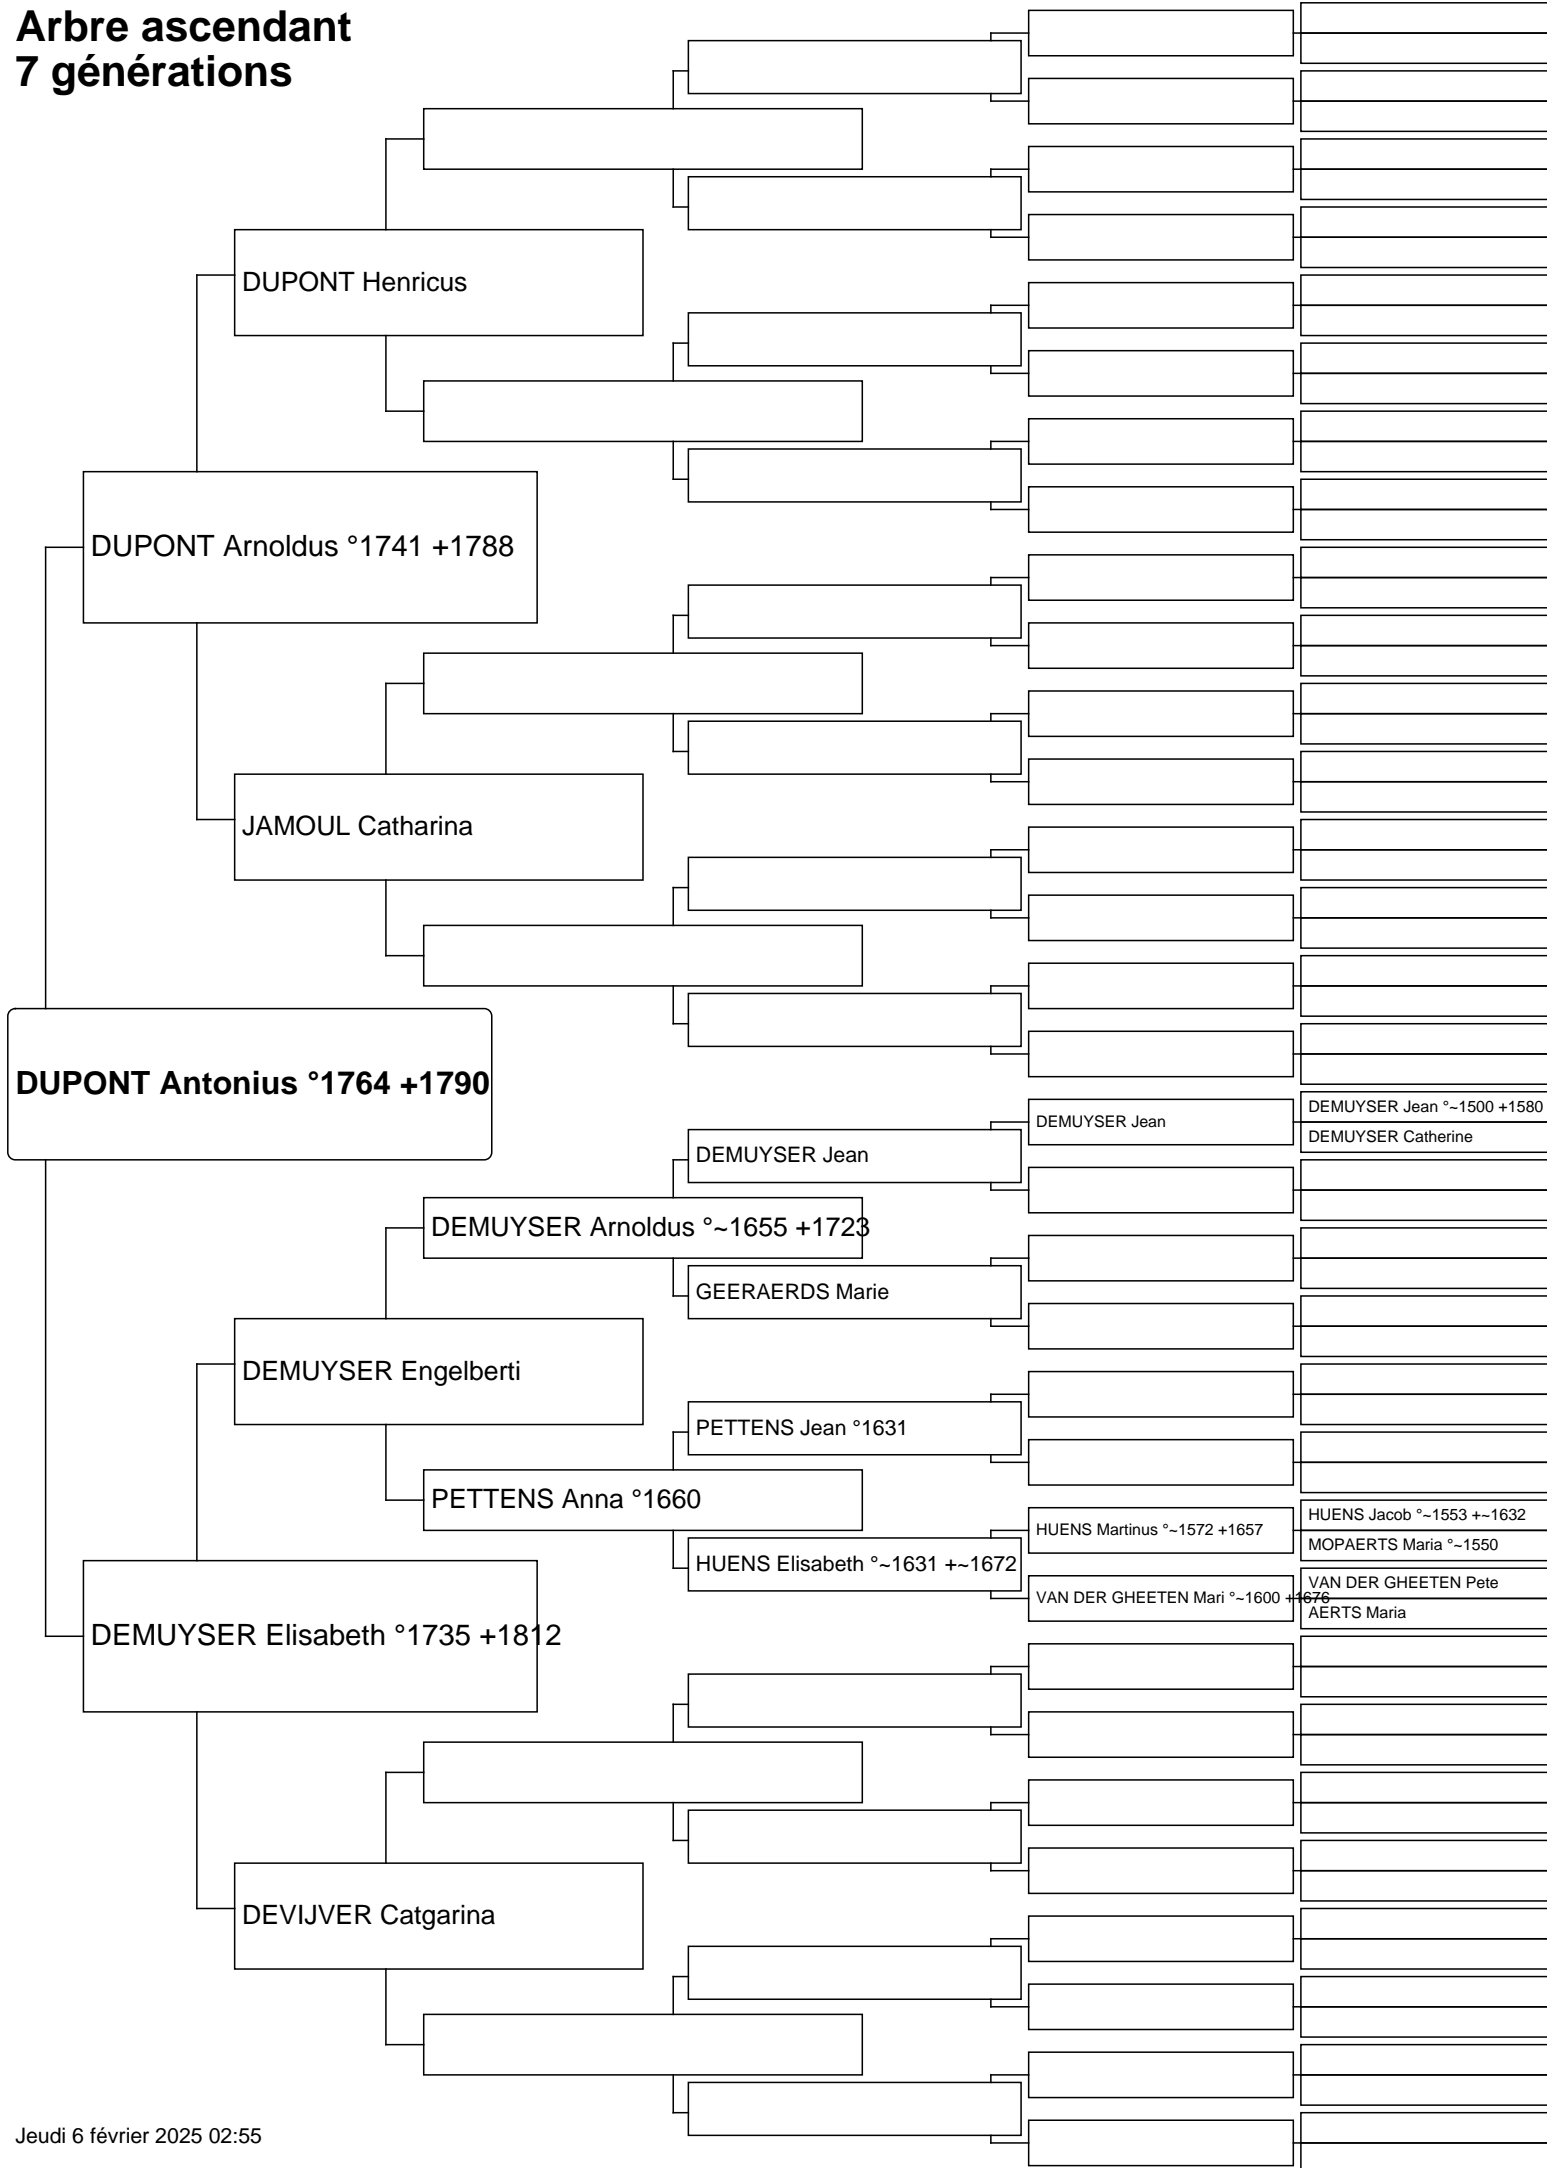 Arbre ascendant
7 générations
DUPONT Henricus
DUPONT Arnoldus °1741 +1788
JAMOUL Catharina
DUPONT Antonius °1764 +1790
DEMUYSER Jean °~1500 +1580
DEMUYSER Jean
DEMUYSER Catherine
DEMUYSER Jean
DEMUYSER Arnoldus °~1655 +1723
GEERAERDS Marie
DEMUYSER Engelberti
PETTENS Jean °1631
PETTENS Anna °1660
HUENS Jacob °~1553 +~1632
HUENS Martinus °~1572 +1657
MOPAERTS Maria °~1550
HUENS Elisabeth °~1631 +~1672
VAN DER GHEETEN Pete
VAN DER GHEETEN Mari °~1600 +1676
AERTS Maria
DEMUYSER Elisabeth °1735 +1812
DEVIJVER Catgarina
Jeudi 6 février 2025 02:55